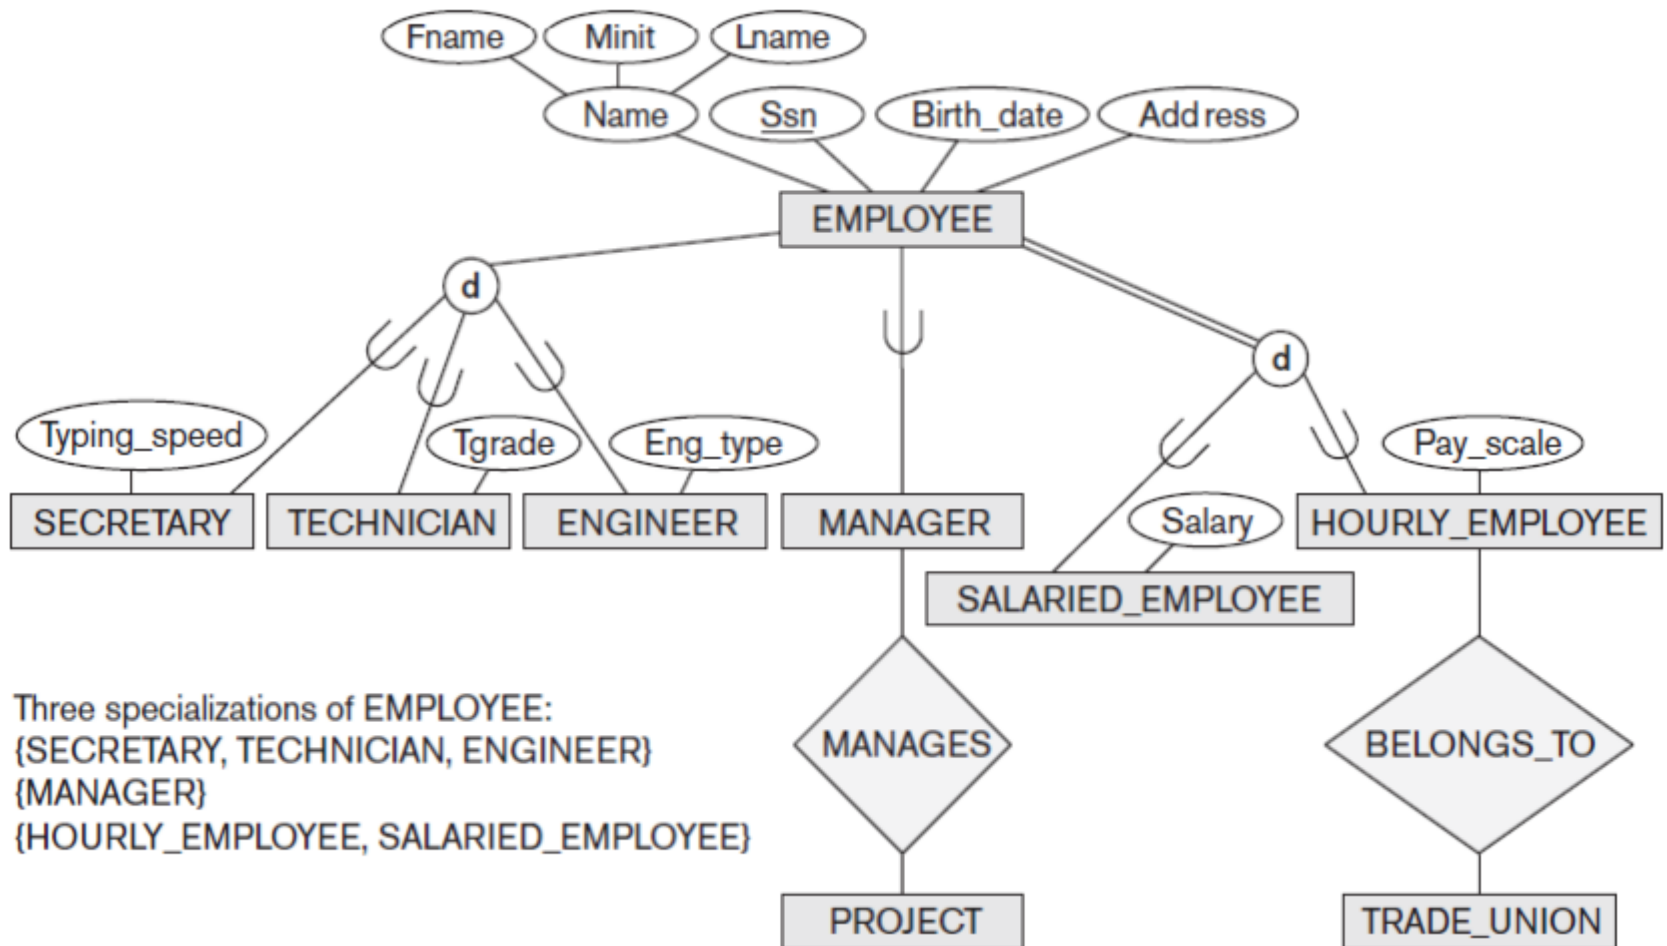 Fname Minit Lname
Name Ssn Birth_date Address
EMPLOYEE
d
d
Typing_speed Tgrade Eng_type Pay_scale
SECRETARY TECHNICIAN ENGINEER MANAGER Salary HOURLY_EMPLOYEE
SALARIED_EMPLOYEE
Three specializations of EMPLOYEE:
{SECRETARY, TECHNICIAN, ENGINEER}
{MANAGER}
{HOURLY_EMPLOYEE, SALARIED_EMPLOYEE}
MANAGES BELONGS_TO
PROJECT TRADE_UNION